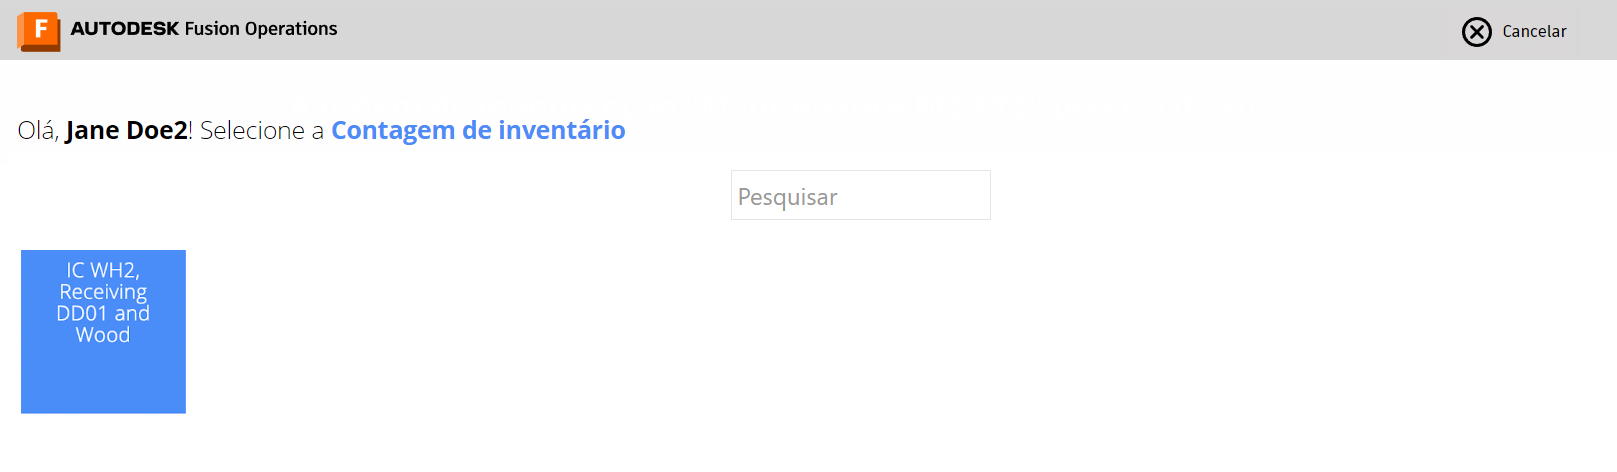 F AUTODESK Fusion Operations
Cancelar
Olá, Jane Doe2! Selecione a Contagem de inventário
Pesquisar
IC WH2,
Receiving
DD01 and
Wood